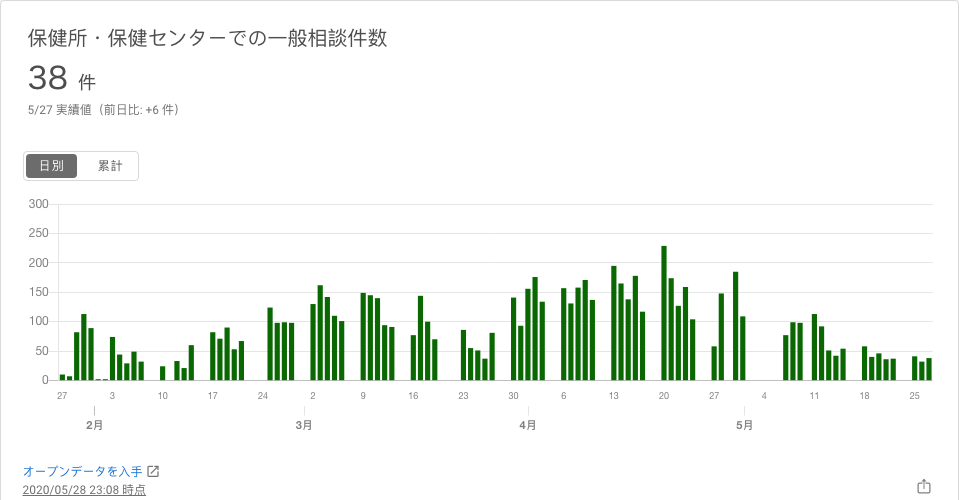 保健所・保健センターでの一般相談件数
38 件
5/27 実績値（前日比: +6 件）
日別 累計
300
250
200
150
100
50
0
27 3 10 17 24 2 9 16 23 30 6 13 20 27 4 11 18 25
2月 3月 4月 5月
オープンデータを入手
2020/05/28 23:08 時点